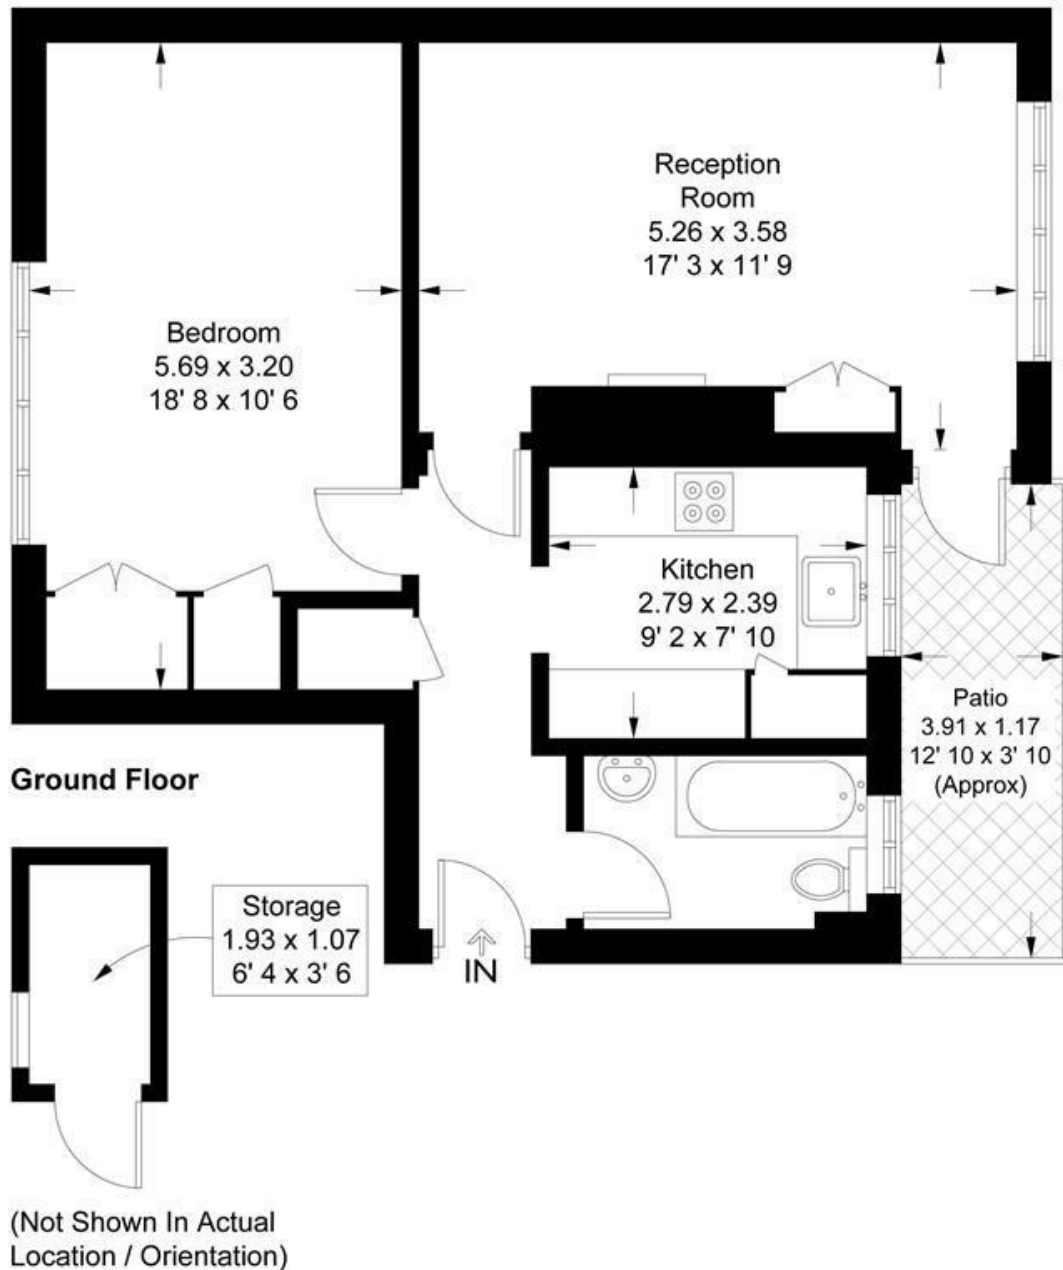 Reception
Room
5.26 x 3.58
17' 3 x 11' 9
Bedroom
5.69 x 3.20
18' 8 x 10' 6
Kitchen
2.79 x 2.39
9' 2 x 7' 10
Patio
3.91 x 1.17
12' 10 x 3' 10
(Approx)
Ground Floor
Storage
1.93 x 1.07
6' 4 x 3' 6
IN
(Not Shown In Actual
Location / Orientation)